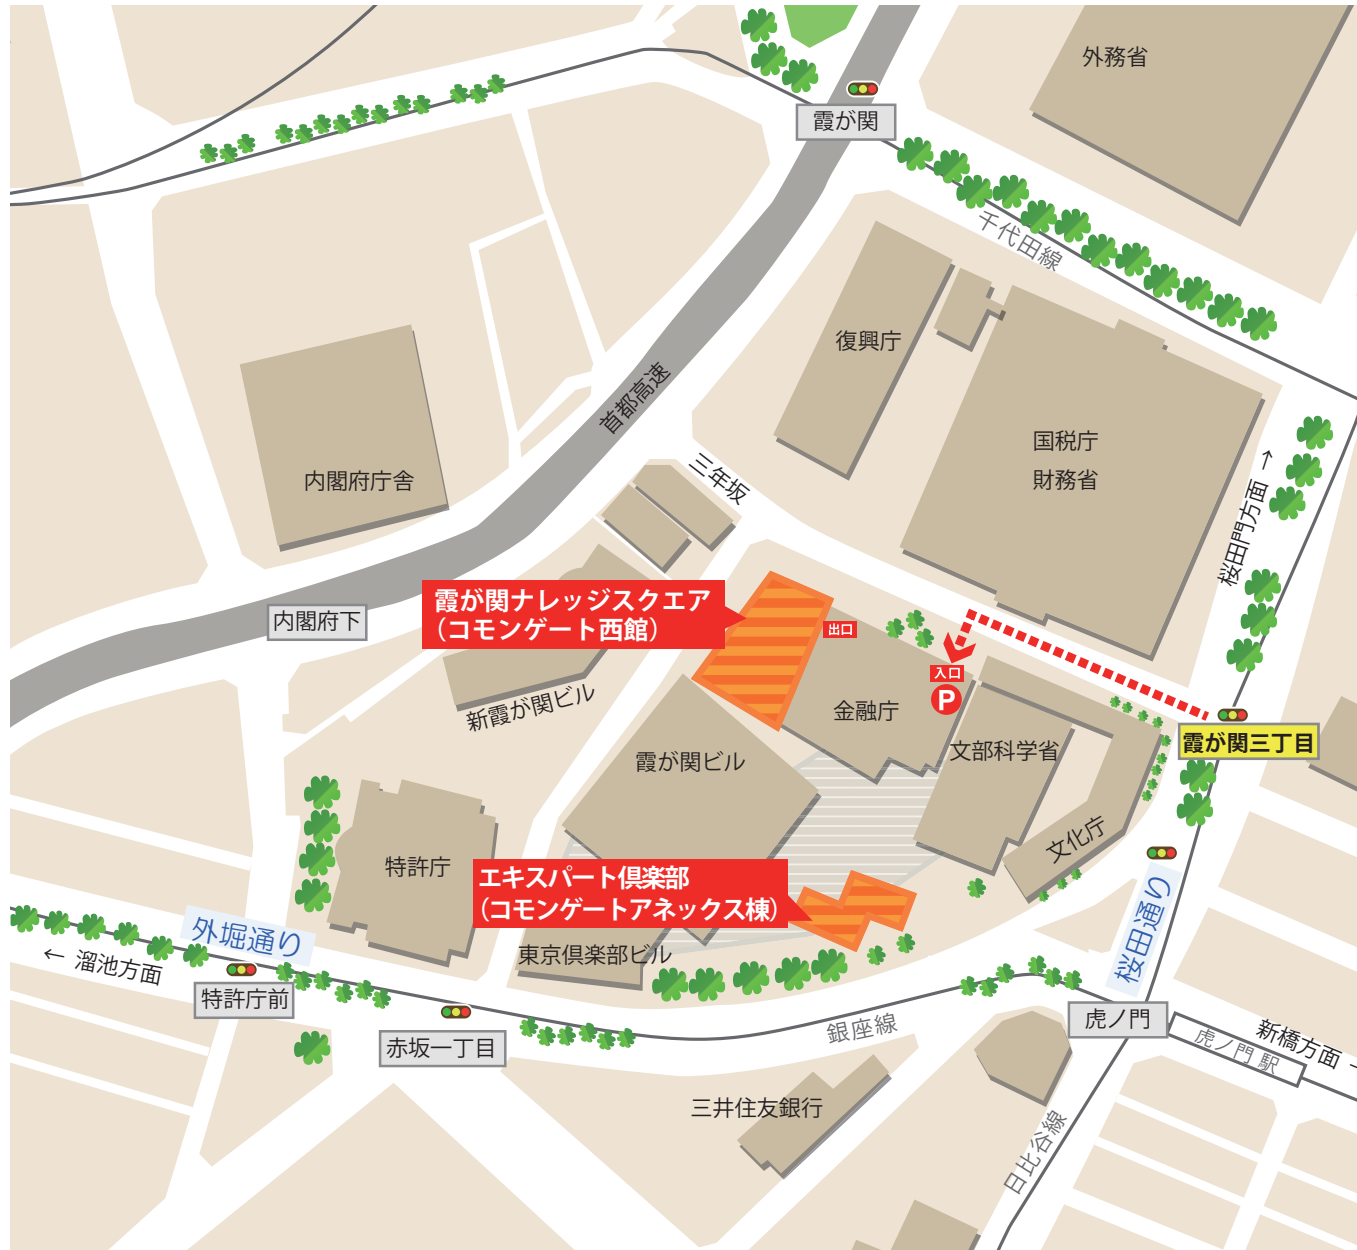 外務省
霞が関
千代田線
復興庁
首都高速
国税庁
財務省
内閣府庁舎
三年坂
桜田門方面 →
霞が関ナレッジスクエア
（コモンゲート西館）
内閣府下
出口
入口
P
新霞が関ビル
金融庁
霞が関三丁目
文部科学省
霞が関ビル
文化庁
特許庁
エキスパート倶楽部
（コモンゲートアネックス棟）
外堀通り
桜田通り
← 溜池方面
東京倶楽部ビル
特許庁前
赤坂一丁目
銀座線
虎ノ門
新橋方面 →
虎ノ門駅
三井住友銀行
日比谷線